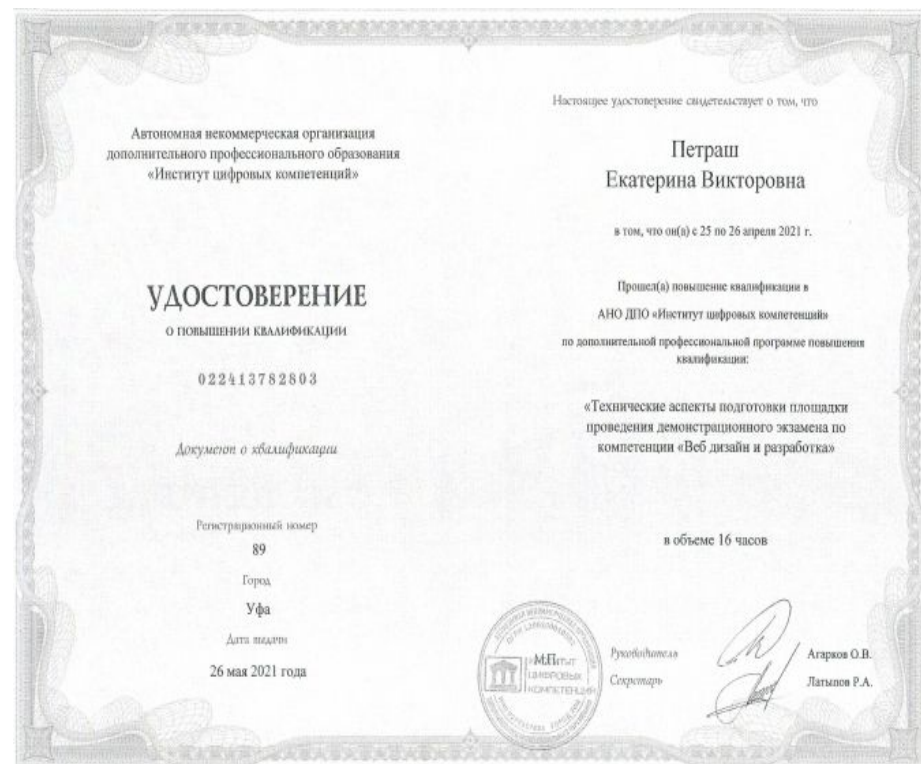 Автономная некоммерческая организация
дополнительного профессионального образования
«Институт цифровых компетенций»
УДОСТОВЕРЕНИЕ
О ПОВЫШЕНИИ КВАЛИФИКАЦИИ
022413782803
Документ о квалификации
Регистрационный номер
89
Город
Уфа
Дата выдачи
26 мая 2021 года
Настоящее удостоверение свидетельствует о том, что
Петраш
Екатерина Викторовна
в том, что он(а) с 25 по 26 апреля 2021 г.
Прошел(а) повышение квалификации в
АНО ДПО «Институт цифровых компетенций»
по дополнительной профессиональной программе повышения
квалификации:
«Технические аспекты подготовки площадки
проведения демонстрационного экзамена по
компетенции «Веб дизайн и разработка»
в объеме 16 часов
М.П.
ЦИФРОВЫХ
КОМПЕТЕНЦИЙ
Руководитель
Агарков О.В.
Секретарь
Латыпов Р.А.